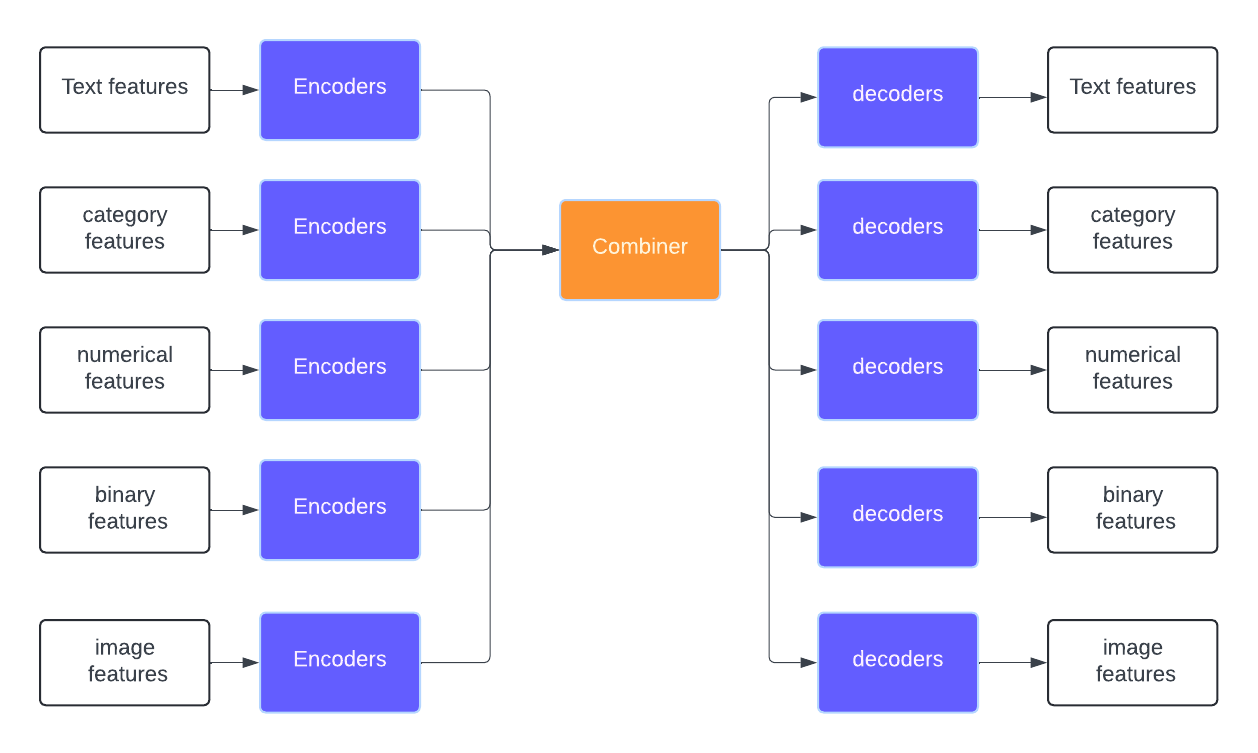 Text features
Encoders
decoders
Text features
category
features
Encoders
Combiner
decoders
category
features
numerical
features
Encoders
decoders
numerical
features
binary
features
Encoders
decoders
binary
features
image
features
Encoders
decoders
image
features